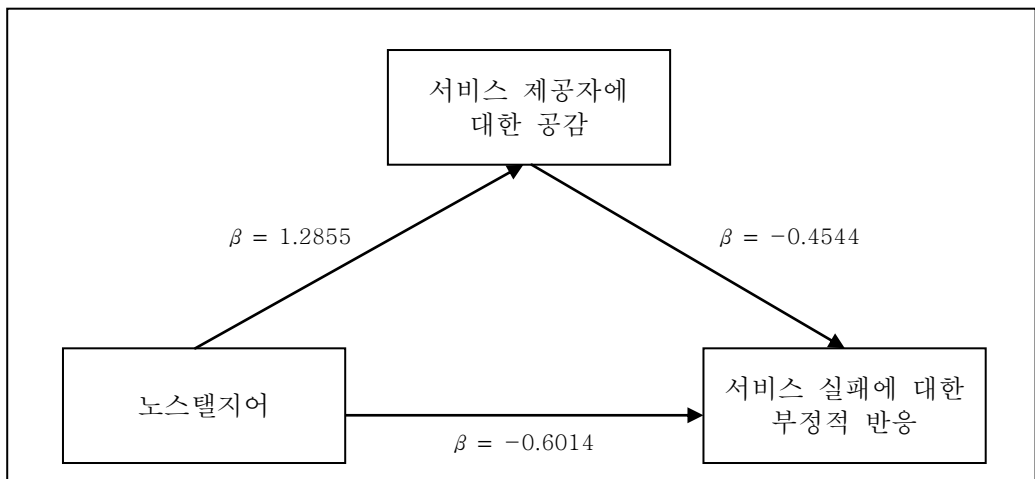 서비스 제공자에
대한 공감
β = 1.2855
β = −0.4544
노스탤지어
서비스 실패에 대한
부정적 반응
β = −0.6014